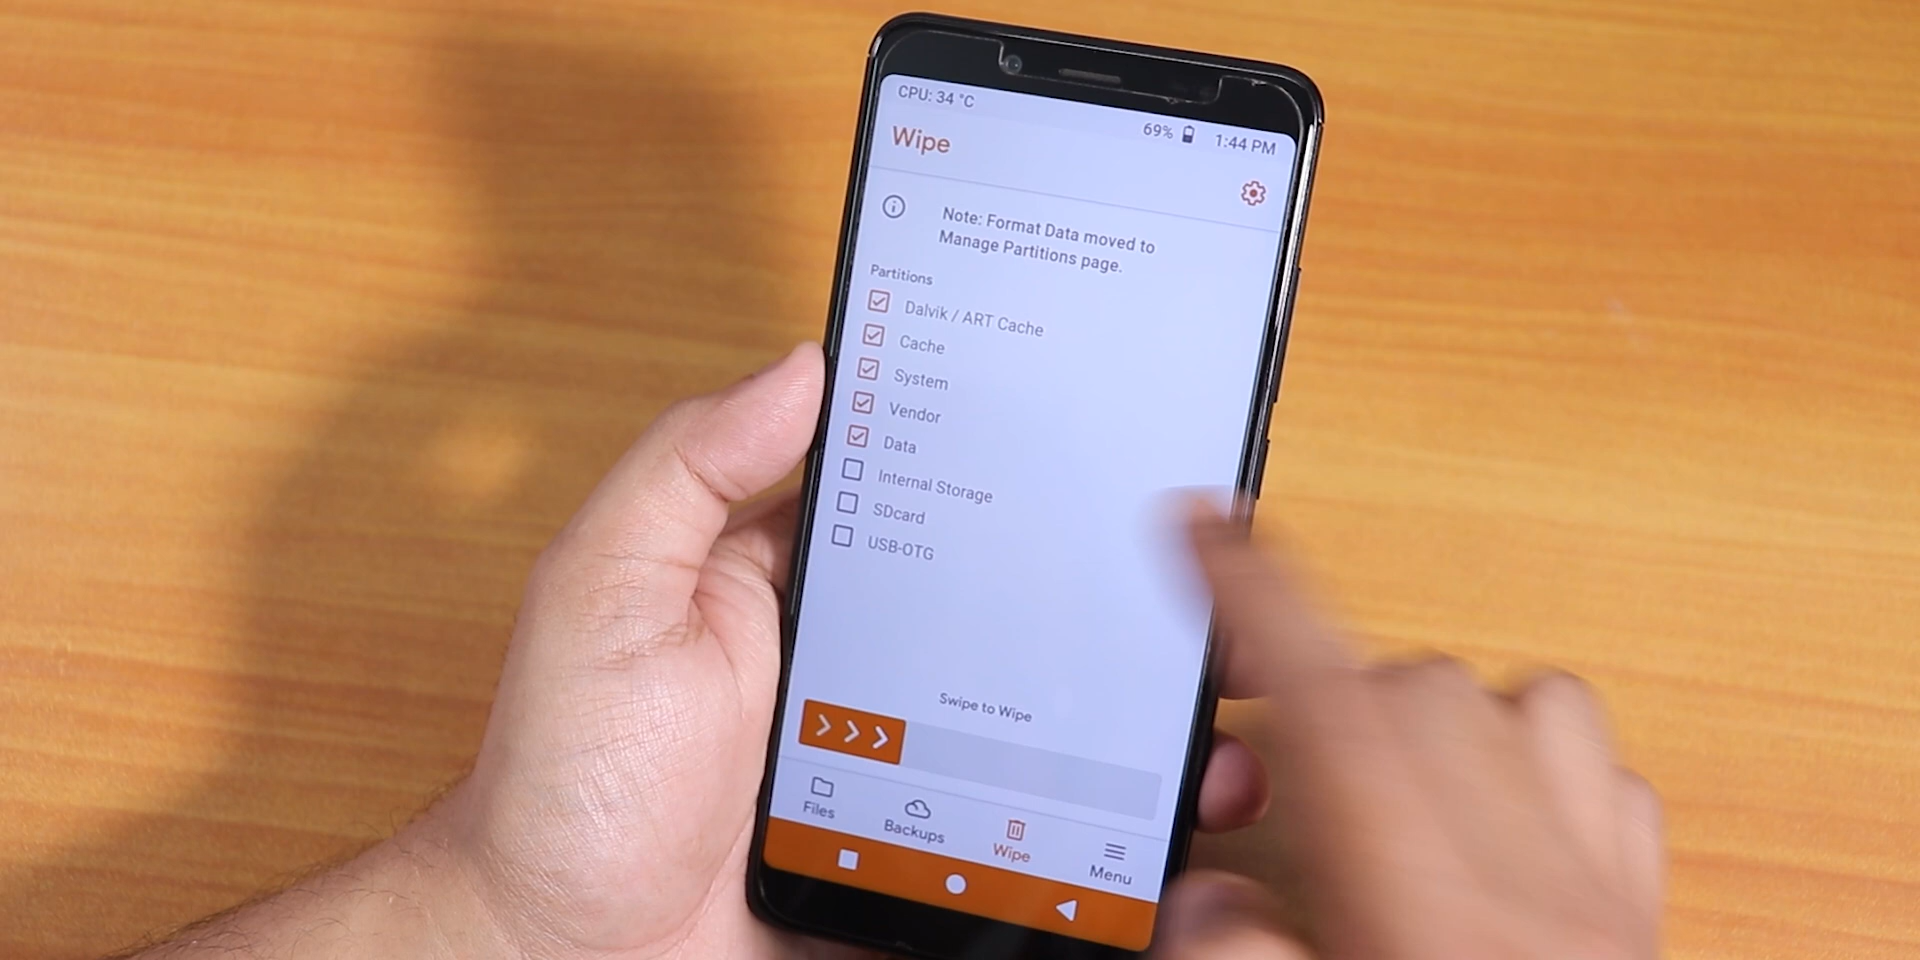 CPU: 34 °C
69% 1:44 PM
Wipe
Note: Format Data moved to
Manage Partitions page.
Partitions
Dalvik / ART Cache
Cache
System
Vendor
Data
Internal Storage
SDcard
USB-OTG
Swipe to Wipe
Files
Backups
Wipe
Menu